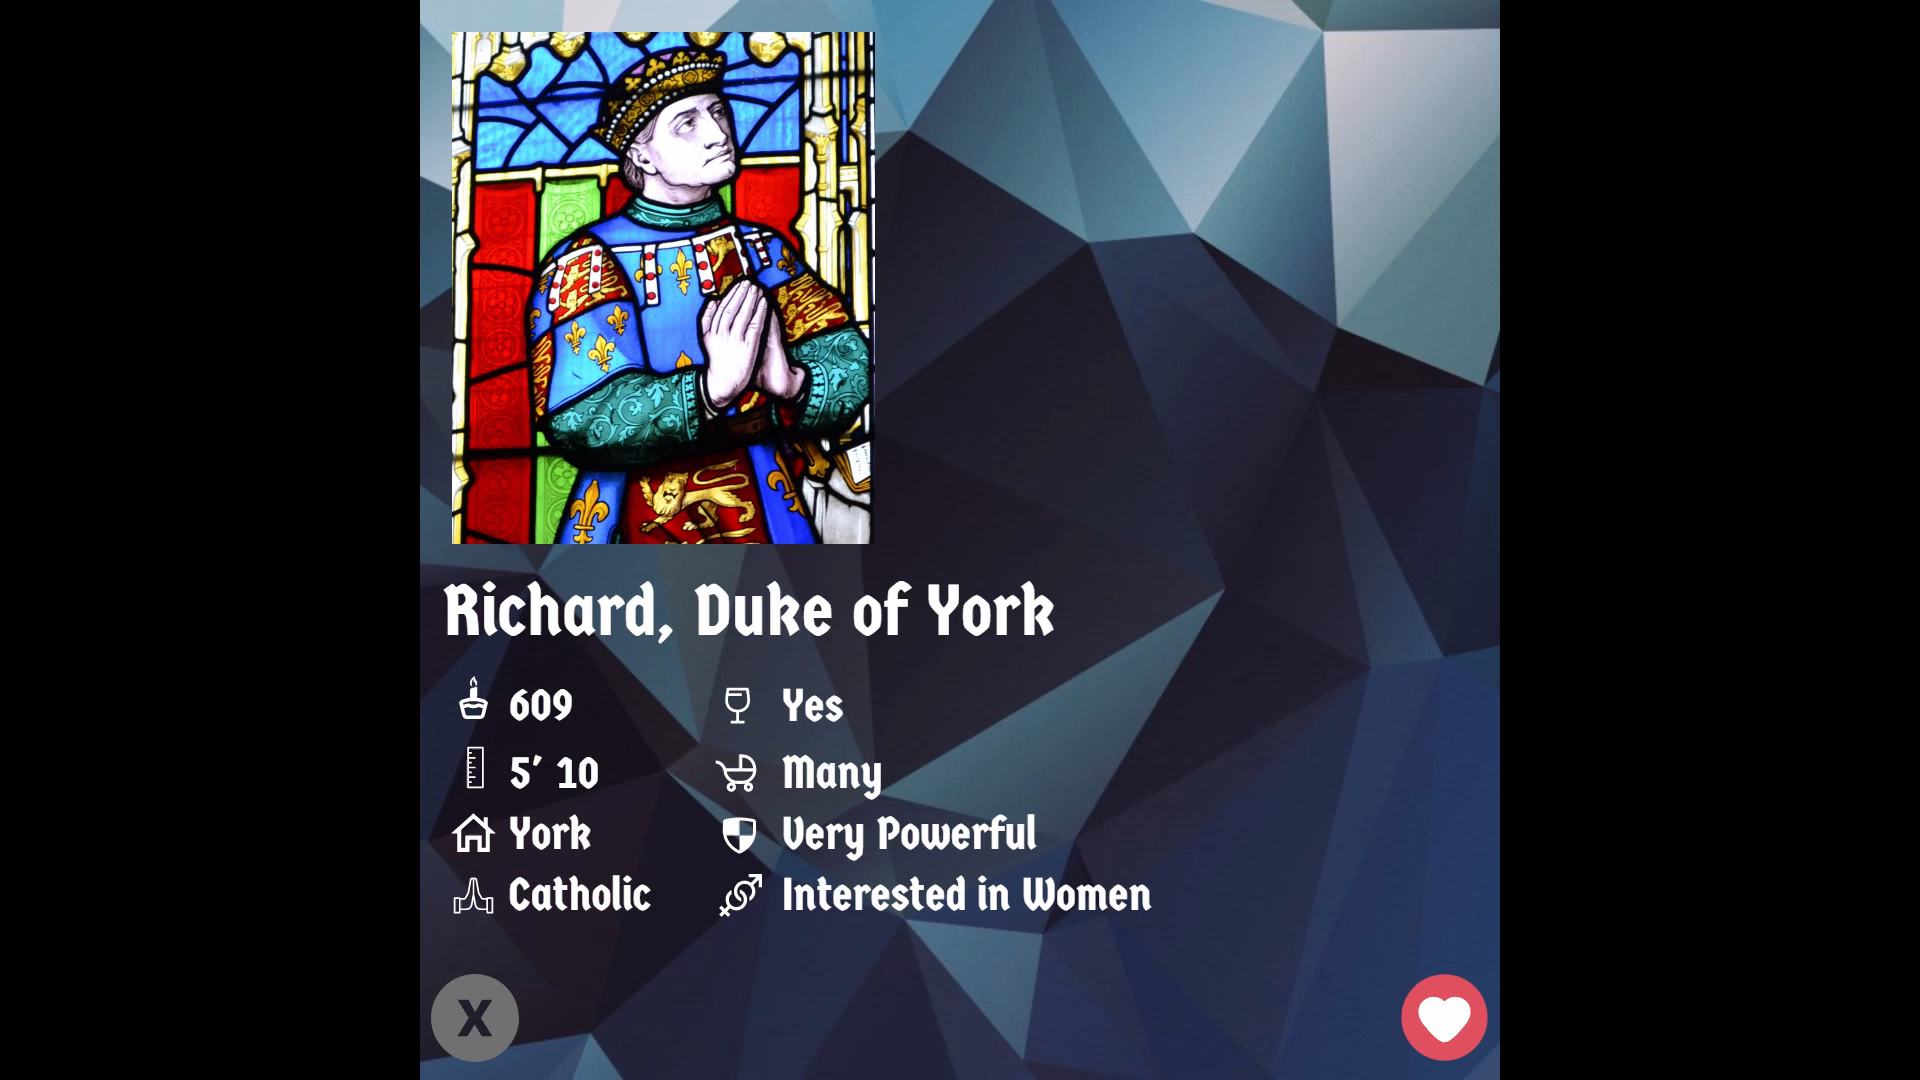 Richard, Duke of York
609
Yes
5' 10
Many
York
Very Powerful
Catholic
Interested in Women
X